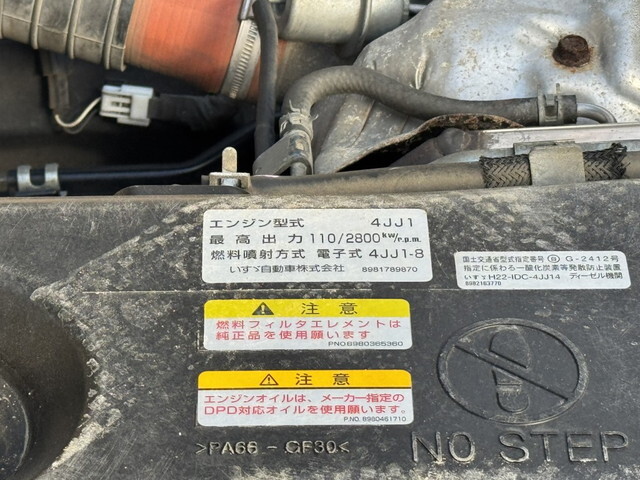 エンジン型式 4JJ1
最高出力 110/2800kW/r.p.m.
燃料噴射方式 電子式 4JJ1-8
いすゞ自動車株式会社 8981789870
国土交通省型式指定番号 Ⓑ G-2412号
指定に係わる一酸化炭素等発散防止装置
いすゞH22-IDC-4JJ14 ディーゼル機関
8982163770
注意
燃料フィルタエレメントは
純正品を使用願います
P.NO.8980365360
注意
エンジンオイルは、メーカー指定の
DPD対応オイルを使用願います。
P.NO. 8980461710
>PA66-GF30<
NO STEP